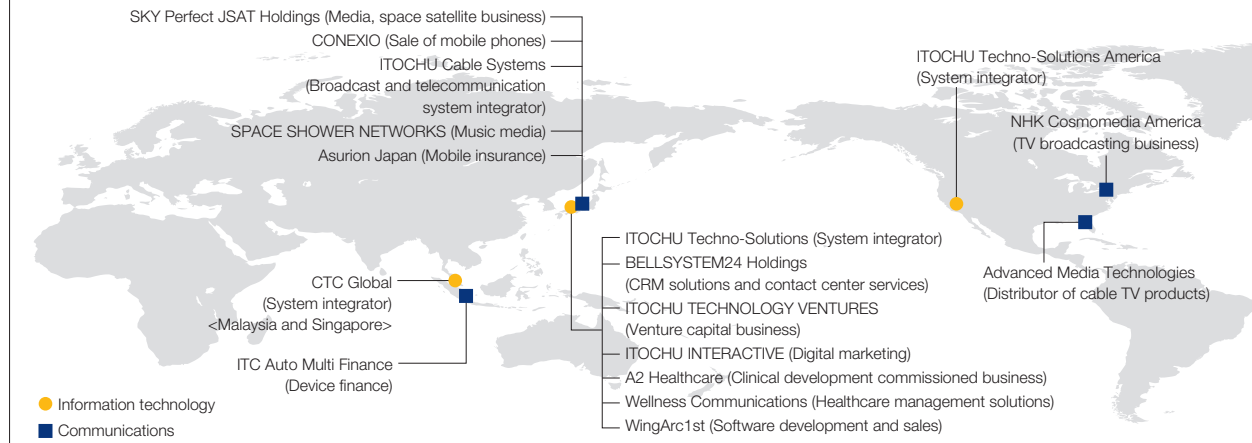 SKY Perfect JSAT Holdings (Media, space satellite business)
CONEXIO (Sale of mobile phones)
ITOCHU Cable Systems
(Broadcast and telecommunication
system integrator)
SPACE SHOWER NETWORKS (Music media)
Asurion Japan (Mobile insurance)
ITOCHU Techno-Solutions America
(System integrator)
NHK Cosmomedia America
(TV broadcasting business)
Advanced Media Technologies
(Distributor of cable TV products)
ITOCHU Techno-Solutions (System integrator)
BELLSYSTEM24 Holdings
(CRM solutions and contact center services)
ITOCHU TECHNOLOGY VENTURES
(Venture capital business)
ITOCHU INTERACTIVE (Digital marketing)
A2 Healthcare (Clinical development commissioned business)
Wellness Communications (Healthcare management solutions)
WingArc1st (Software development and sales)
CTC Global
(System integrator)
<Malaysia and Singapore>
ITC Auto Multi Finance
(Device finance)
Information technology
Communications